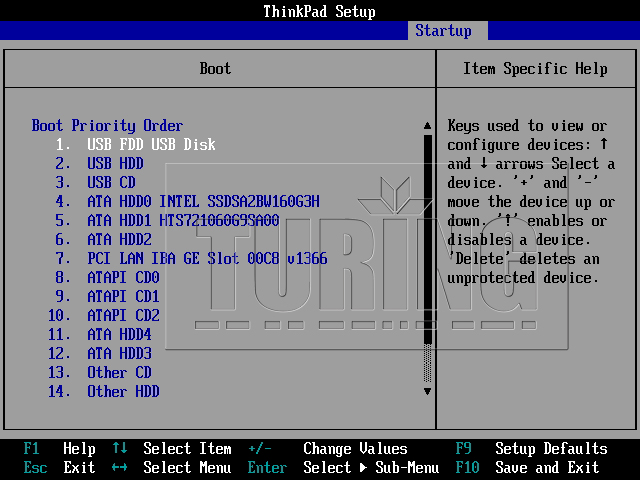 ThinkPad Setup
Startup
Boot
Item Specific Help
Boot Priority Order
1. USB FDD USB Disk
2. USB HDD
3. USB CD
4. ATA HDD0 INTEL SSDSA2BW160G3H
5. ATA HDD1 HTS721060G9SA00
6. ATA HDD2
7. PCI LAN IBA GE Slot 00C8 v1366
8. ATAPI CD0
9. ATAPI CD1
10. ATAPI CD2
11. ATA HDD4
12. ATA HDD3
13. Other CD
14. Other HDD
Keys used to view or
configure devices: ↑
and ↓ arrows Select a
device. '+' and '-'
move the device up or
down. '!' enables or
disables a device.
'Delete' deletes an
unprotected device.
TURING
F1 Help ↑↓ Select Item +/- Change Values F9 Setup Defaults
Esc Exit ↔ Select Menu Enter Select ▶ Sub-Menu F10 Save and Exit